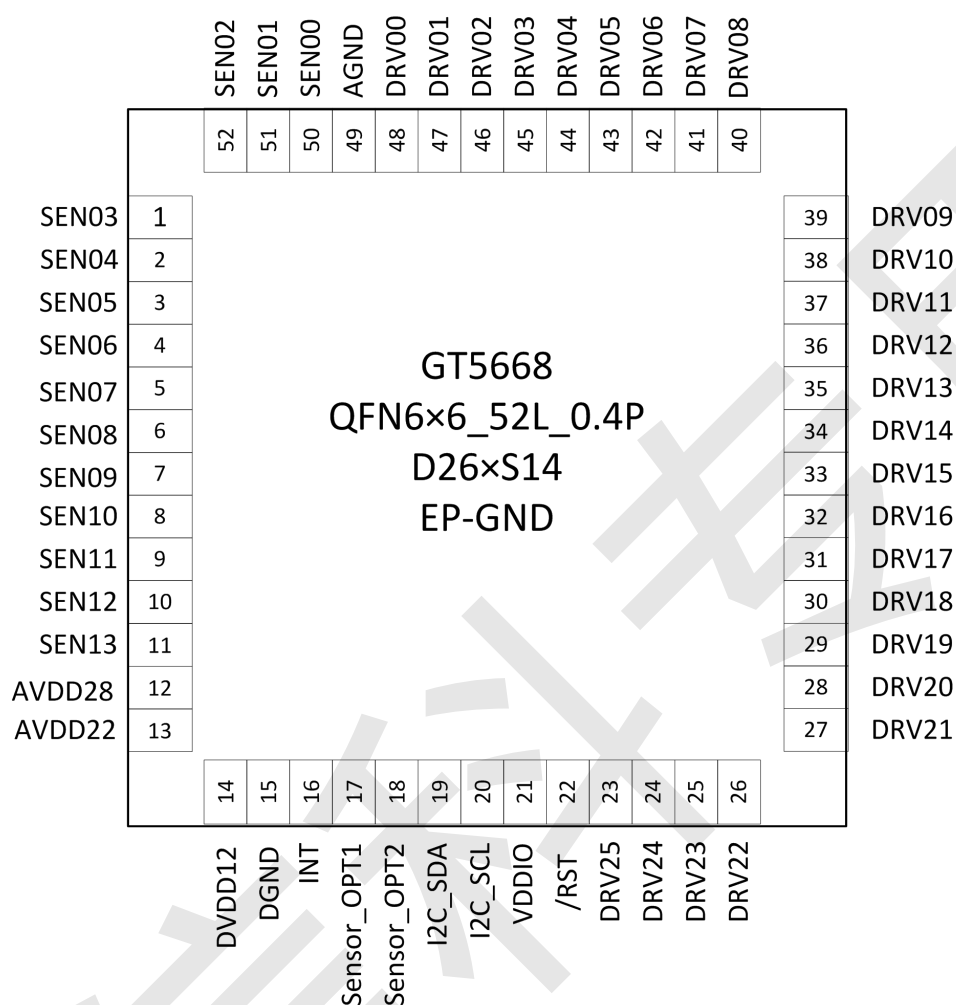 SEN02
SEN01
SEN00
AGND
DRV00
DRV01
DRV02
DRV03
DRV04
DRV05
DRV06
DRV07
DRV08
52 51 50 49 48 47 46 45 44 43 42 41 40
SEN03 1
SEN04 2
SEN05 3
SEN06 4
SEN07 5
SEN08 6
SEN09 7
SEN10 8
SEN11 9
SEN12 10
SEN13 11
AVDD28 12
AVDD22 13
GT5668
QFN6×6_52L_0.4P
D26×S14
EP-GND
39 DRV09
38 DRV10
37 DRV11
36 DRV12
35 DRV13
34 DRV14
33 DRV15
32 DRV16
31 DRV17
30 DRV18
29 DRV19
28 DRV20
27 DRV21
14 15 16 17 18 19 20 21 22 23 24 25 26
DVDD12
DGND
INT
Sensor_OPT1
Sensor_OPT2
I2C_SDA
I2C_SCL
VDDIO
/RST
DRV25
DRV24
DRV23
DRV22
科专